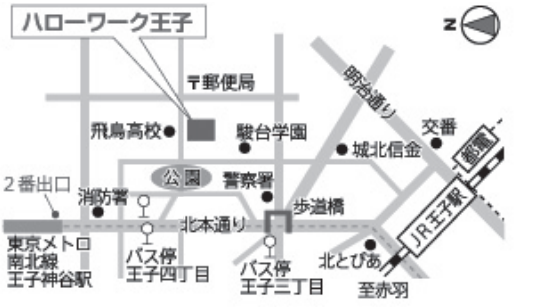 ハローワーク王子
N
〒郵便局
明治通り
飛鳥高校
駿台学園
交番
都電
城北信金
公園
警察署
2番出口
消防署
歩道橋
JR王子駅
北本通り
東京メトロ
南北線
王子神谷駅
バス停
王子四丁目
バス停
王子三丁目
北とぴあ
至赤羽